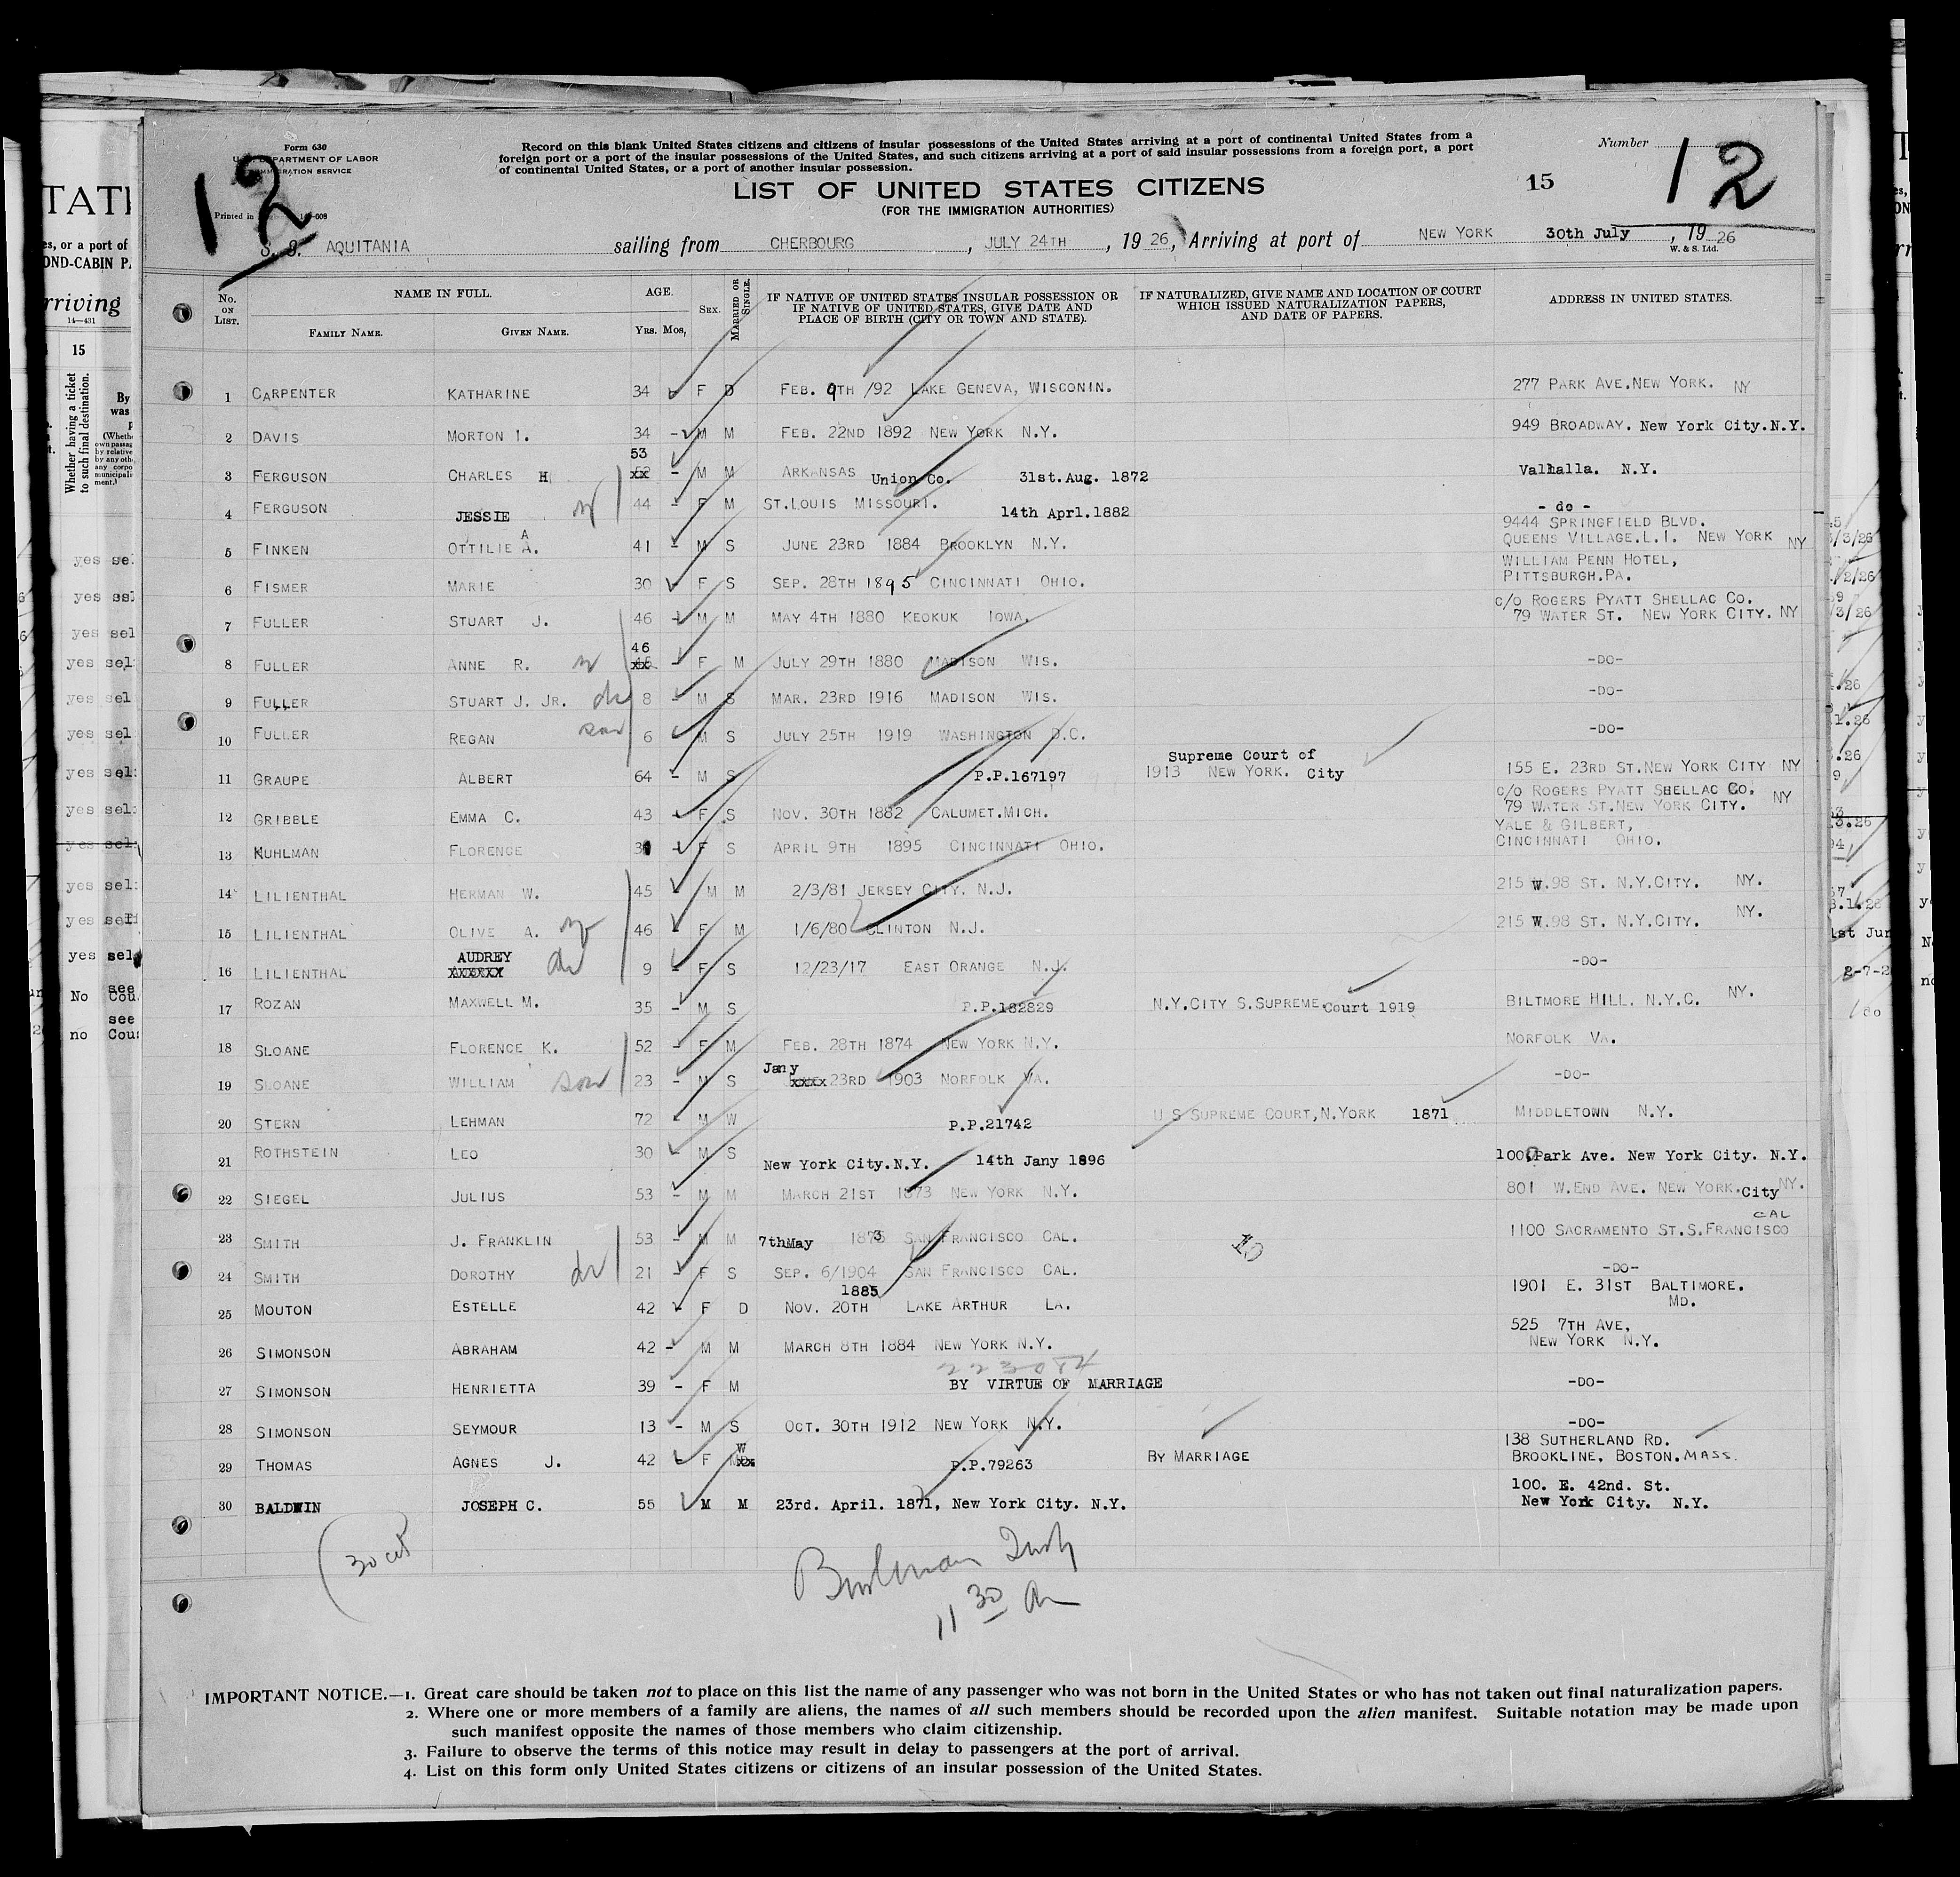 Form 630
U.S. DEPARTMENT OF LABOR
IMMIGRATION SERVICE
Printed in
12
Record on this blank United States citizens and citizens of insular possessions of the United States arriving at a port of continental United States from a
foreign port or a port of the insular possessions of the United States, and such citizens arriving at a port of said insular possessions from a foreign port, a port
of continental United States, or a port of another insular possession.
LIST OF UNITED STATES CITIZENS
(FOR THE IMMIGRATION AUTHORITIES)
Number
15
12
S. S. AQUITANIA sailing from CHERBOURG, JULY 24TH, 1926, Arriving at port of NEW YORK 30th July, 1926
W. & S. Ltd.
No. ON LIST. NAME IN FULL. FAMILY NAME. GIVEN NAME. AGE. YRS. MOS. SEX. MARRIED OR SINGLE. IF NATIVE OF UNITED STATES INSULAR POSSESSION OR IF NATIVE OF UNITED STATES, GIVE DATE AND PLACE OF BIRTH (CITY OR TOWN AND STATE). IF NATURALIZED, GIVE NAME AND LOCATION OF COURT WHICH ISSUED NATURALIZATION PAPERS, AND DATE OF PAPERS. ADDRESS IN UNITED STATES.
1 CARPENTER KATHARINE 34 F D FEB. 9TH /92 LAKE GENEVA, WISCONIN. 277 PARK AVE.NEW YORK. NY
2 DAVIS MORTON I. 34 - M M FEB. 22ND 1892 NEW YORK N.Y. 949 BROADWAY. New York City.N.Y.
3 FERGUSON CHARLES H 53 - M M ARKANSAS Union Co. 31st.Aug. 1872 Valhalla. N.Y.
4 FERGUSON JESSIE w 44 - F M ST.LOUIS MISSOURI. 14th Aprl.1882 - do -
5 FINKEN OTTILIE A. A 41 - M S JUNE 23RD 1884 BROOKLYN N.Y. 9444 SPRINGFIELD BLVD. QUEENS VILLAGE.L.I. NEW YORK NY
6 FISMER MARIE 30 F S SEP. 28TH 1895 CINCINNATI OHIO. WILLIAM PENN HOTEL, PITTSBURGH.PA.
7 FULLER STUART J. 46 - M M MAY 4TH 1880 KEOKUK IOWA. c/o ROGERS PYATT SHELLAC CO. 79 WATER ST. NEW YORK CITY. NY
8 FULLER ANNE R. w 46 - F M JULY 29TH 1880 MADISON WIS. -DO-
9 FULLER STUART J. JR. 8 - M S MAR. 23RD 1916 MADISON WIS. -DO-
10 FULLER REGAN son 6 - M S JULY 25TH 1919 WASHINGTON D.C. -DO-
11 GRAUPE ALBERT 64 - M S P.P.167197 Supreme Court of 1913 NEW YORK. City 155 E. 23RD ST.NEW YORK CITY NY
12 GRIBBLE EMMA C. 43 - F S NOV. 30TH 1882 CALUMET.MICH. c/o ROGERS PYATT SHELLAC CO. 79 WATER ST.NEW YORK CITY. NY
13 KUHLMAN FLORENCE - F S APRIL 9TH 1895 CINCINNATI OHIO. YALE & GILBERT, CINCINNATI OHIO.
14 LILIENTHAL HERMAN W. 45 M M 2/3/81 JERSEY CITY. N.J. 215 W.98 ST. N.Y.CITY. NY.
15 LILIENTHAL OLIVE A. w 46 - F M 1/6/80 CLINTON N.J. 215 W.98 ST. N.Y.CITY. NY.
16 LILIENTHAL AUDREY XXXXXX 9 - F S 12/23/17 EAST ORANGE N.J. -DO-
17 ROZAN MAXWELL M. 35 - M S P.P.182829 N.Y.CITY S.SUPREME Court 1919 BILTMORE HILL. N.Y.C. NY.
18 SLOANE FLORENCE K. 52 - F M FEB. 28TH 1874 NEW YORK N.Y. NORFOLK VA.
19 SLOANE WILLIAM son 23 - M S Jany xxxx 23RD 1903 NORFOLK VA. -DO-
20 STERN LEHMAN 72 - M W P.P.21742 U S SUPREME COURT,N.YORK 1871 MIDDLETOWN N.Y.
21 ROTHSTEIN LEO 30 - M S New York City.N.Y. 14th Jany 1896 Park Ave. New York City. N.Y.
22 SIEGEL JULIUS 53 - M M MARCH 21ST 1873 NEW YORK N.Y. 801 W.END AVE. NEW YORK.City NY.
23 SMITH J. FRANKLIN 53 - M M 7thMay 1873 SAN FRANCISCO CAL. 1100 SACRAMENTO ST.S.FRANCISCO CAL
24 SMITH DOROTHY 21 - F S SEP. 6/1904 SAN FRANCISCO CAL. -DO-
25 MOUTON ESTELLE 42 - F D NOV. 20TH 1885 LAKE ARTHUR LA. 1901 E. 31ST BALTIMORE. MD.
26 SIMONSON ABRAHAM 42 - M M MARCH 8TH 1884 NEW YORK N.Y. 525 7TH AVE, NEW YORK N.Y.
27 SIMONSON HENRIETTA 39 - F M BY VIRTUE OF MARRIAGE -DO-
28 SIMONSON SEYMOUR 13 - M S OCT. 30TH 1912 NEW YORK N.Y. -DO-
29 THOMAS AGNES J. 42 - F W P.P.79263 BY MARRIAGE 138 SUTHERLAND RD. BROOKLINE, BOSTON.MASS.
30 BALDWIN JOSEPH C. 55 M M 23rd. April. 1871, New York City. N.Y. 100. E. 42nd. St. New York City. N.Y.
11 30 Am
IMPORTANT NOTICE.—1. Great care should be taken not to place on this list the name of any passenger who was not born in the United States or who has not taken out final naturalization papers.
2. Where one or more members of a family are aliens, the names of all such members should be recorded upon the alien manifest. Suitable notation may be made upon
such manifest opposite the names of those members who claim citizenship.
3. Failure to observe the terms of this notice may result in delay to passengers at the port of arrival.
4. List on this form only United States citizens or citizens of an insular possession of the United States.